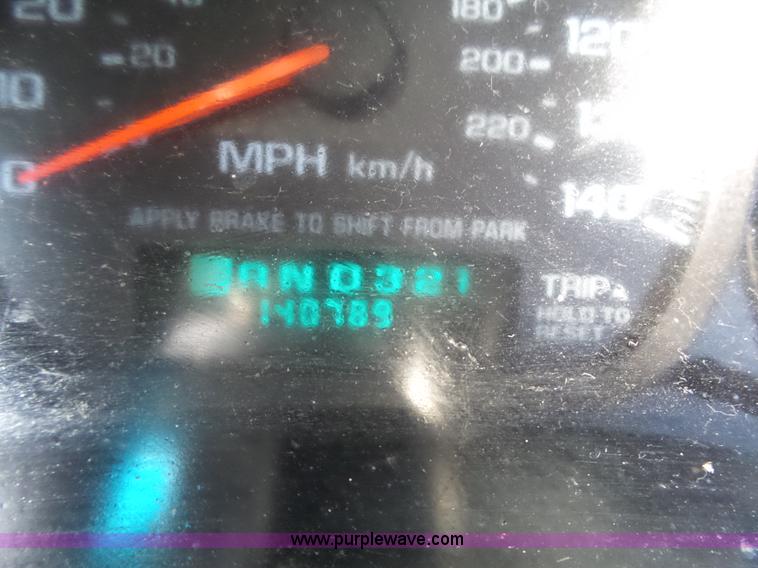 180
20
120
20
200
10
220
0
MPH km/h
140
APPLY BRAKE TO SHIFT FROM PARK
RND321
TRIP
140789
HOLD TO
RESET
www.purplewave.com